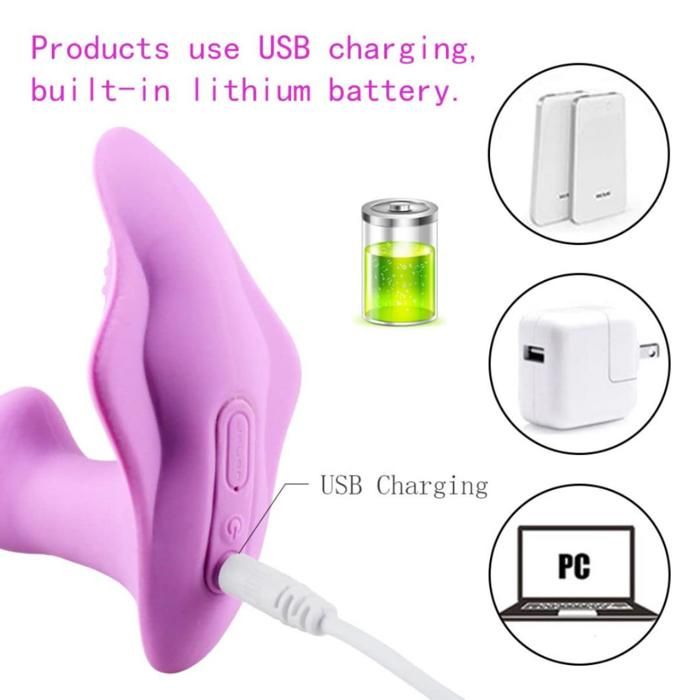 Products use USB charging,
built-in lithium battery.
USB Charging
PC